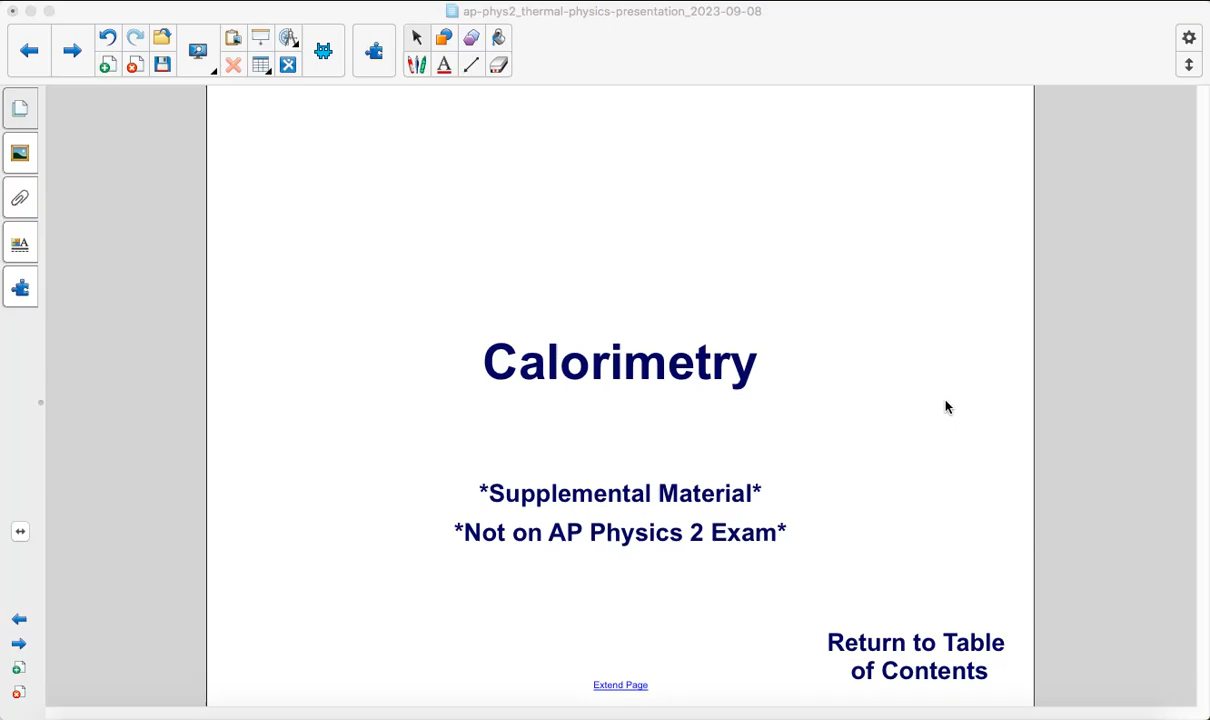 ap-phys2_thermal-physics-presentation_2023-09-08
Calorimetry
*Supplemental Material*
*Not on AP Physics 2 Exam*
Return to Table
of Contents
Extend Page